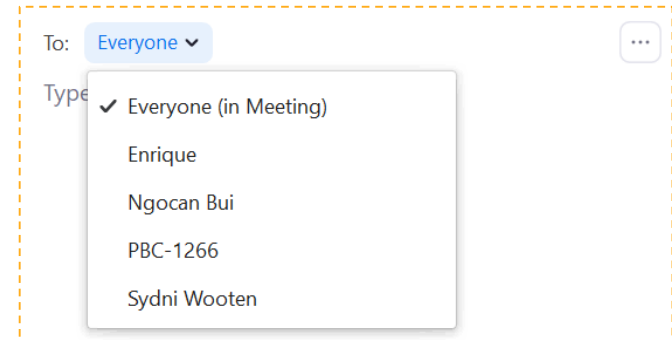 To: Everyone
Type
Everyone (in Meeting)
Enrique
Ngocan Bui
PBC-1266
Sydni Wooten